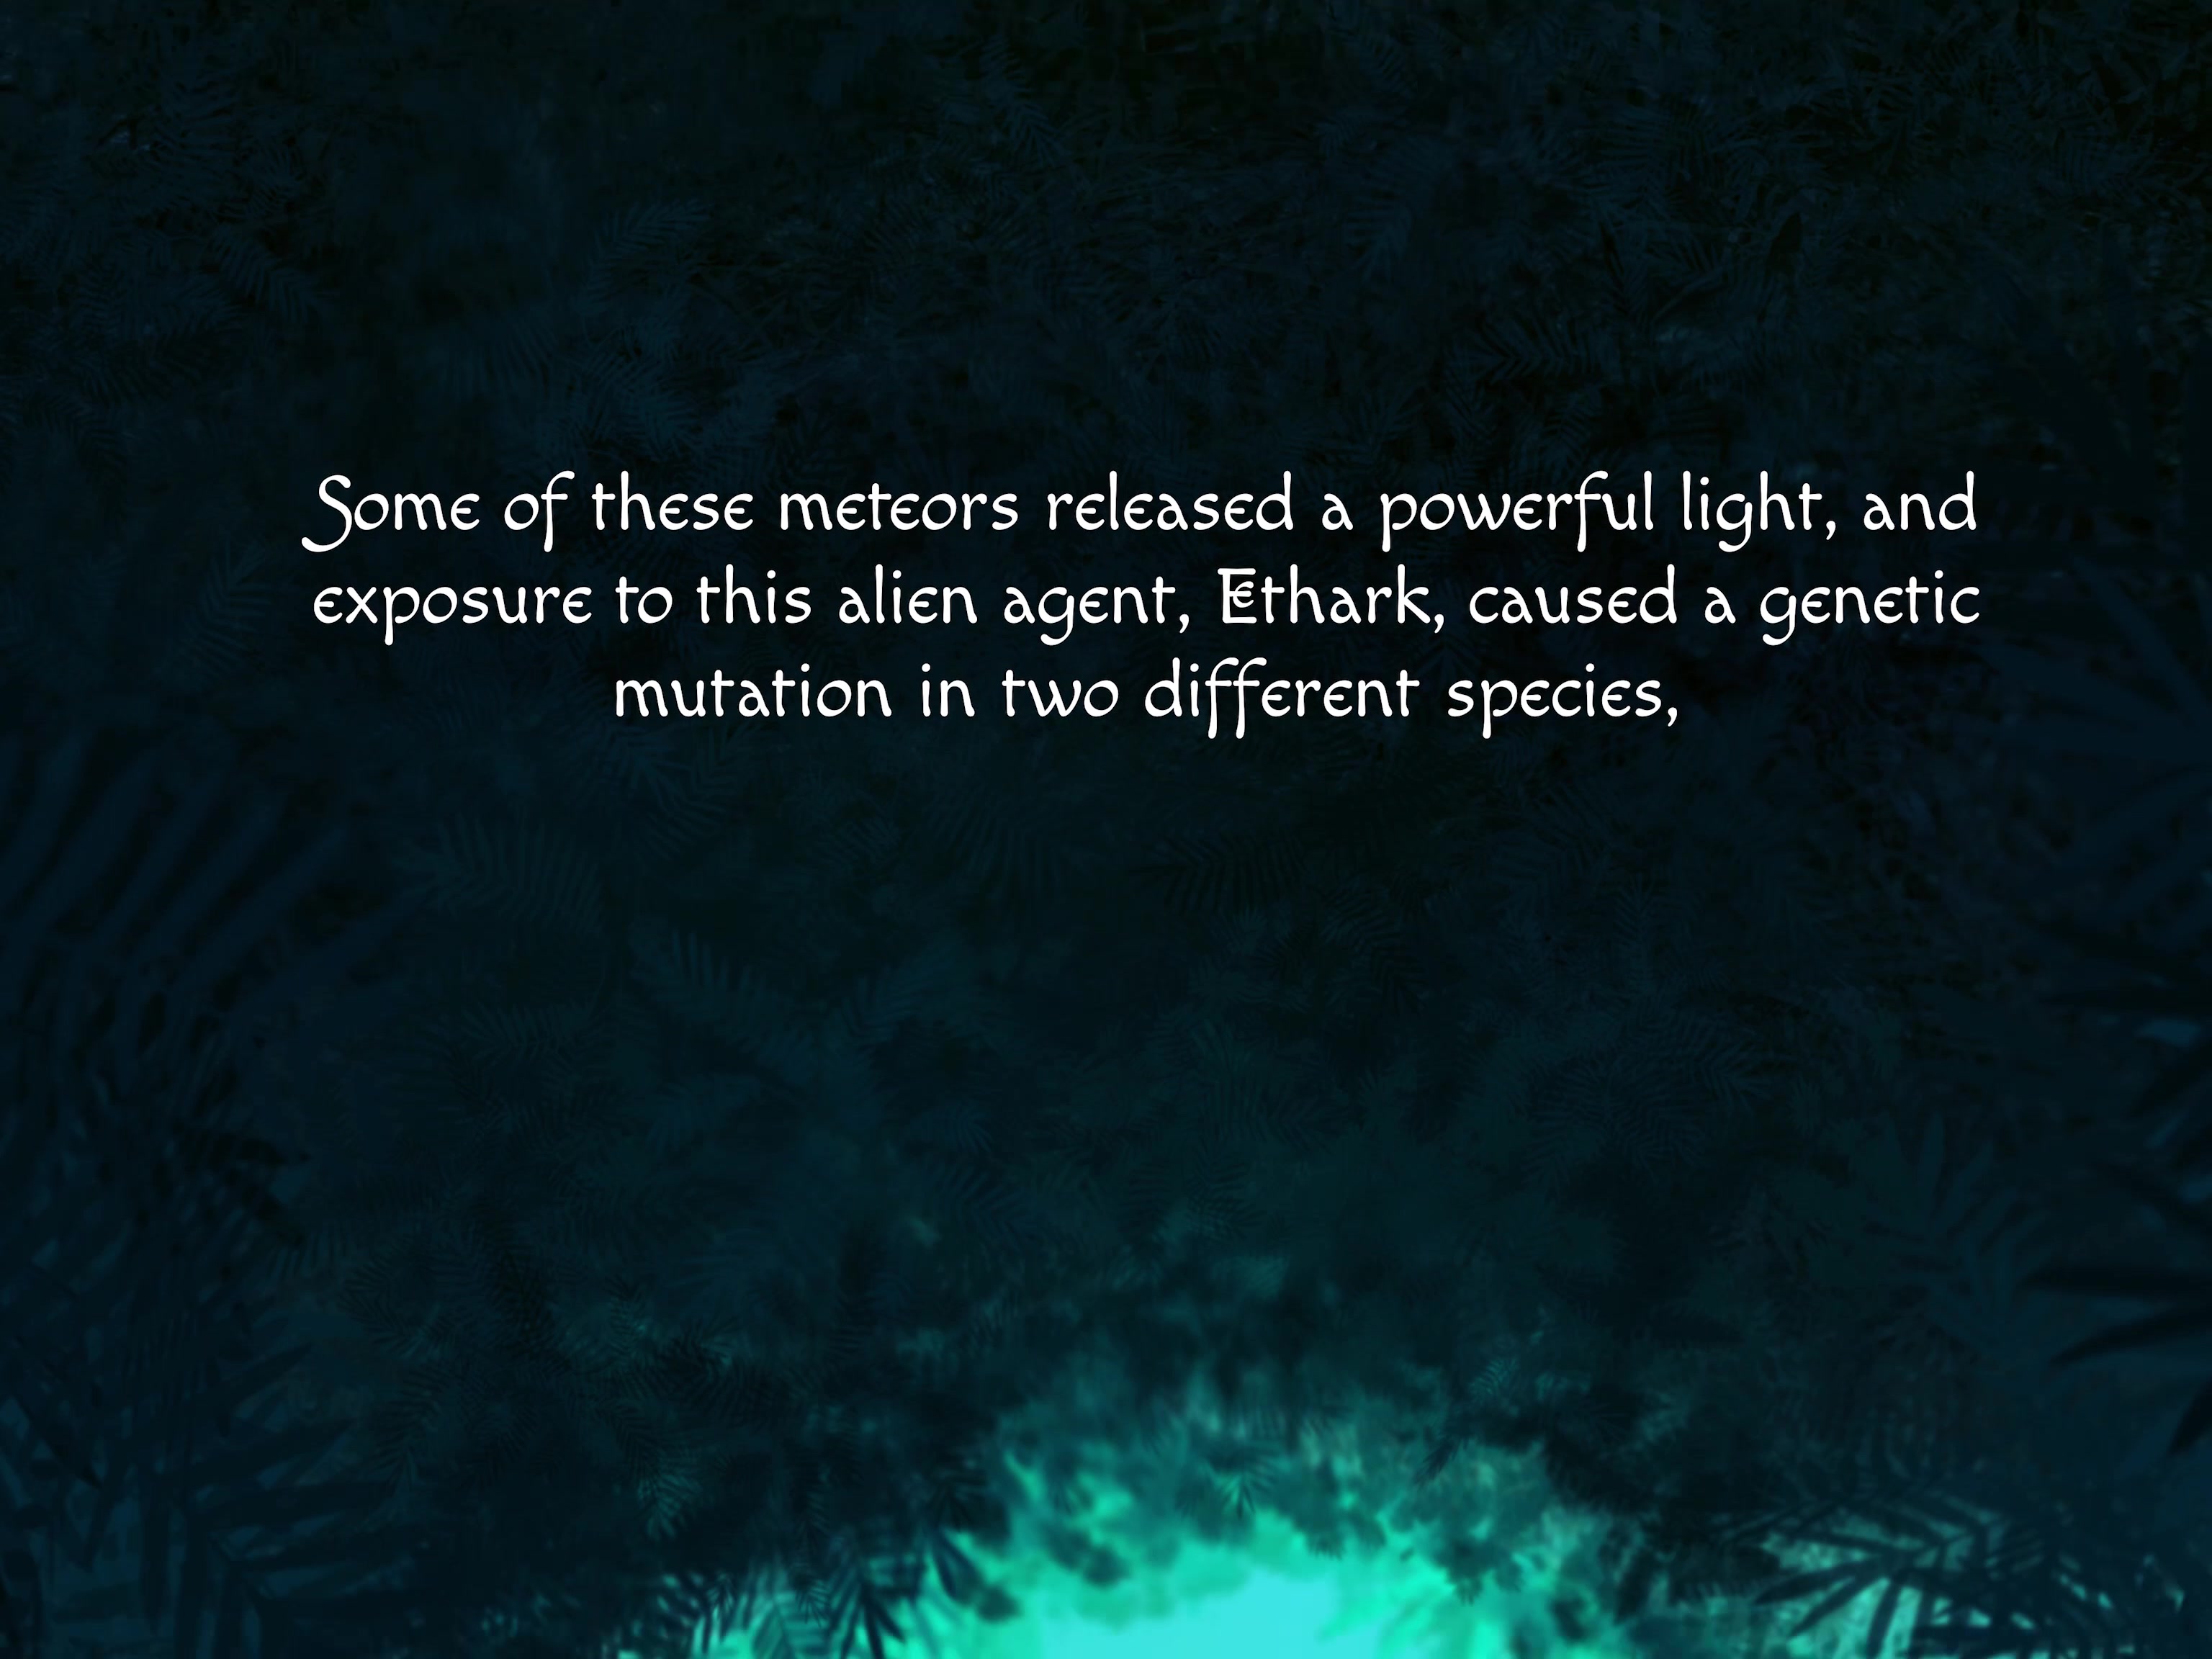 Some of these meteors released a powerful light, and
exposure to this alien agent, Ethark, caused a genetic
mutation in two different species,